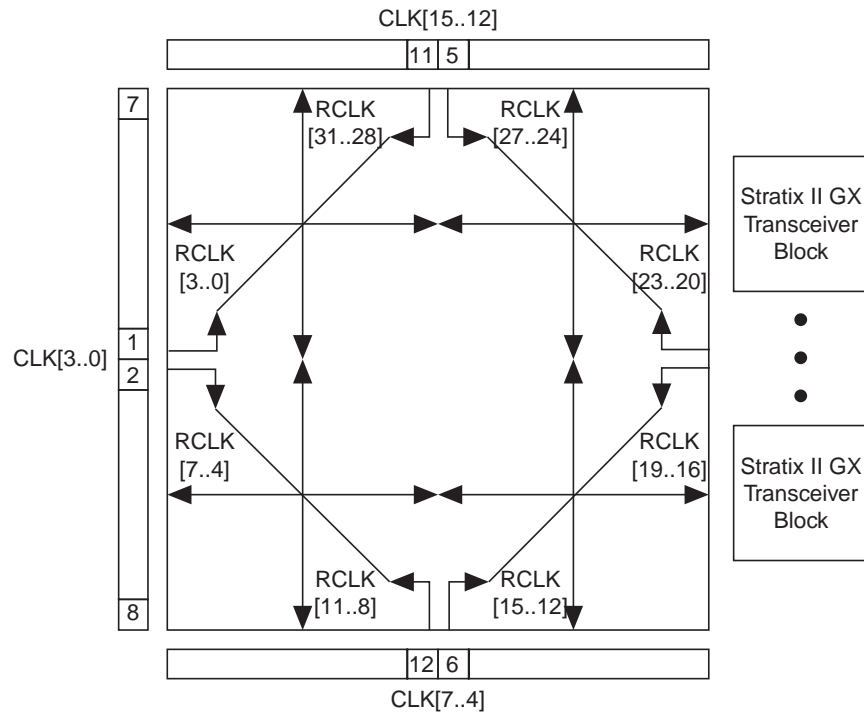 CLK[15..12]
11 5
7
RCLK
[31..28]
RCLK
[27..24]
Stratix II GX
Transceiver
Block
RCLK
[3..0]
RCLK
[23..20]
1
CLK[3..0]
2
RCLK
[7..4]
RCLK
[19..16]
Stratix II GX
Transceiver
Block
RCLK
[11..8]
RCLK
[15..12]
8
12 6
CLK[7..4]